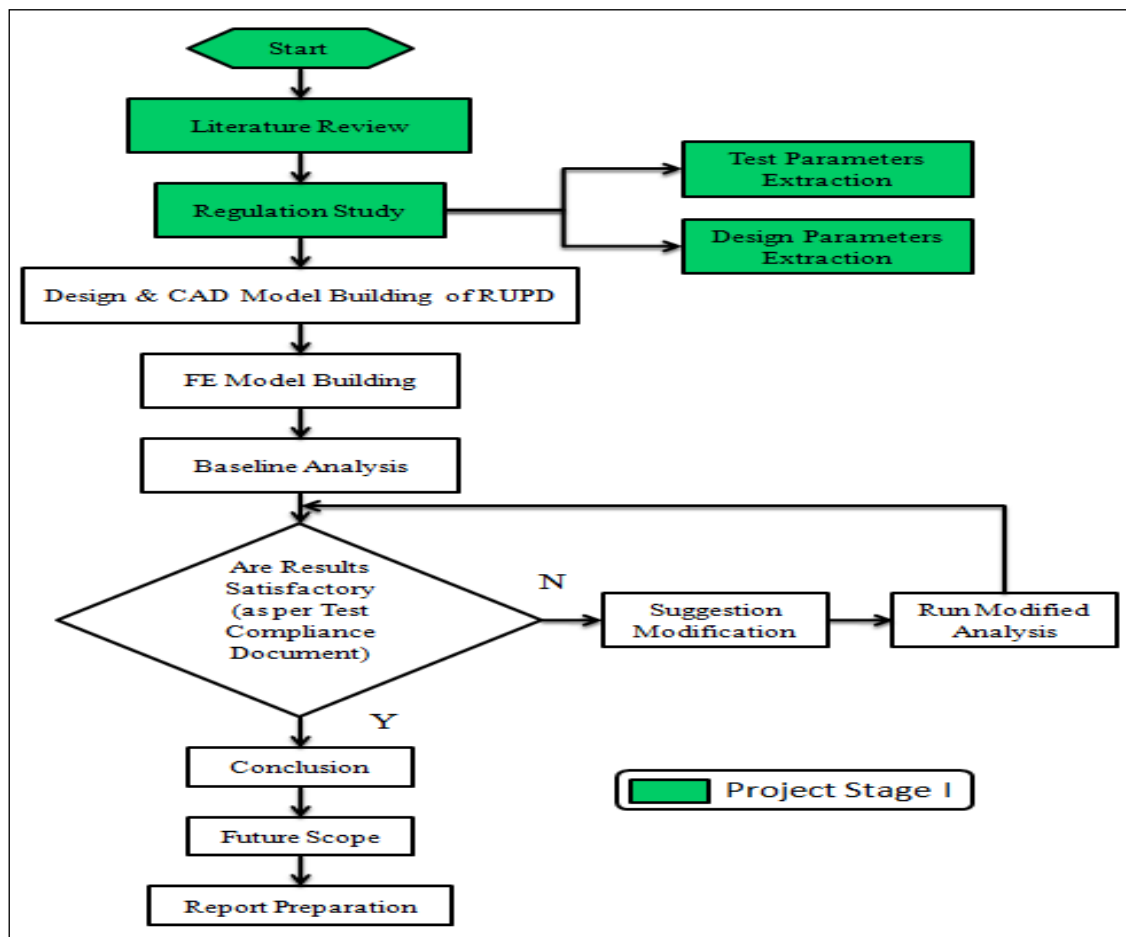 Start
Literature Review
Regulation Study
Test Parameters
Extraction
Design Parameters
Extraction
Design & CAD Model Building of RUPD
FE Model Building
Baseline Analysis
Are Results
Satisfactory
(as per Test
Compliance
Document)
N
Suggestion
Modification
Run Modified
Analysis
Y
Conclusion
Future Scope
Report Preparation
Project Stage I